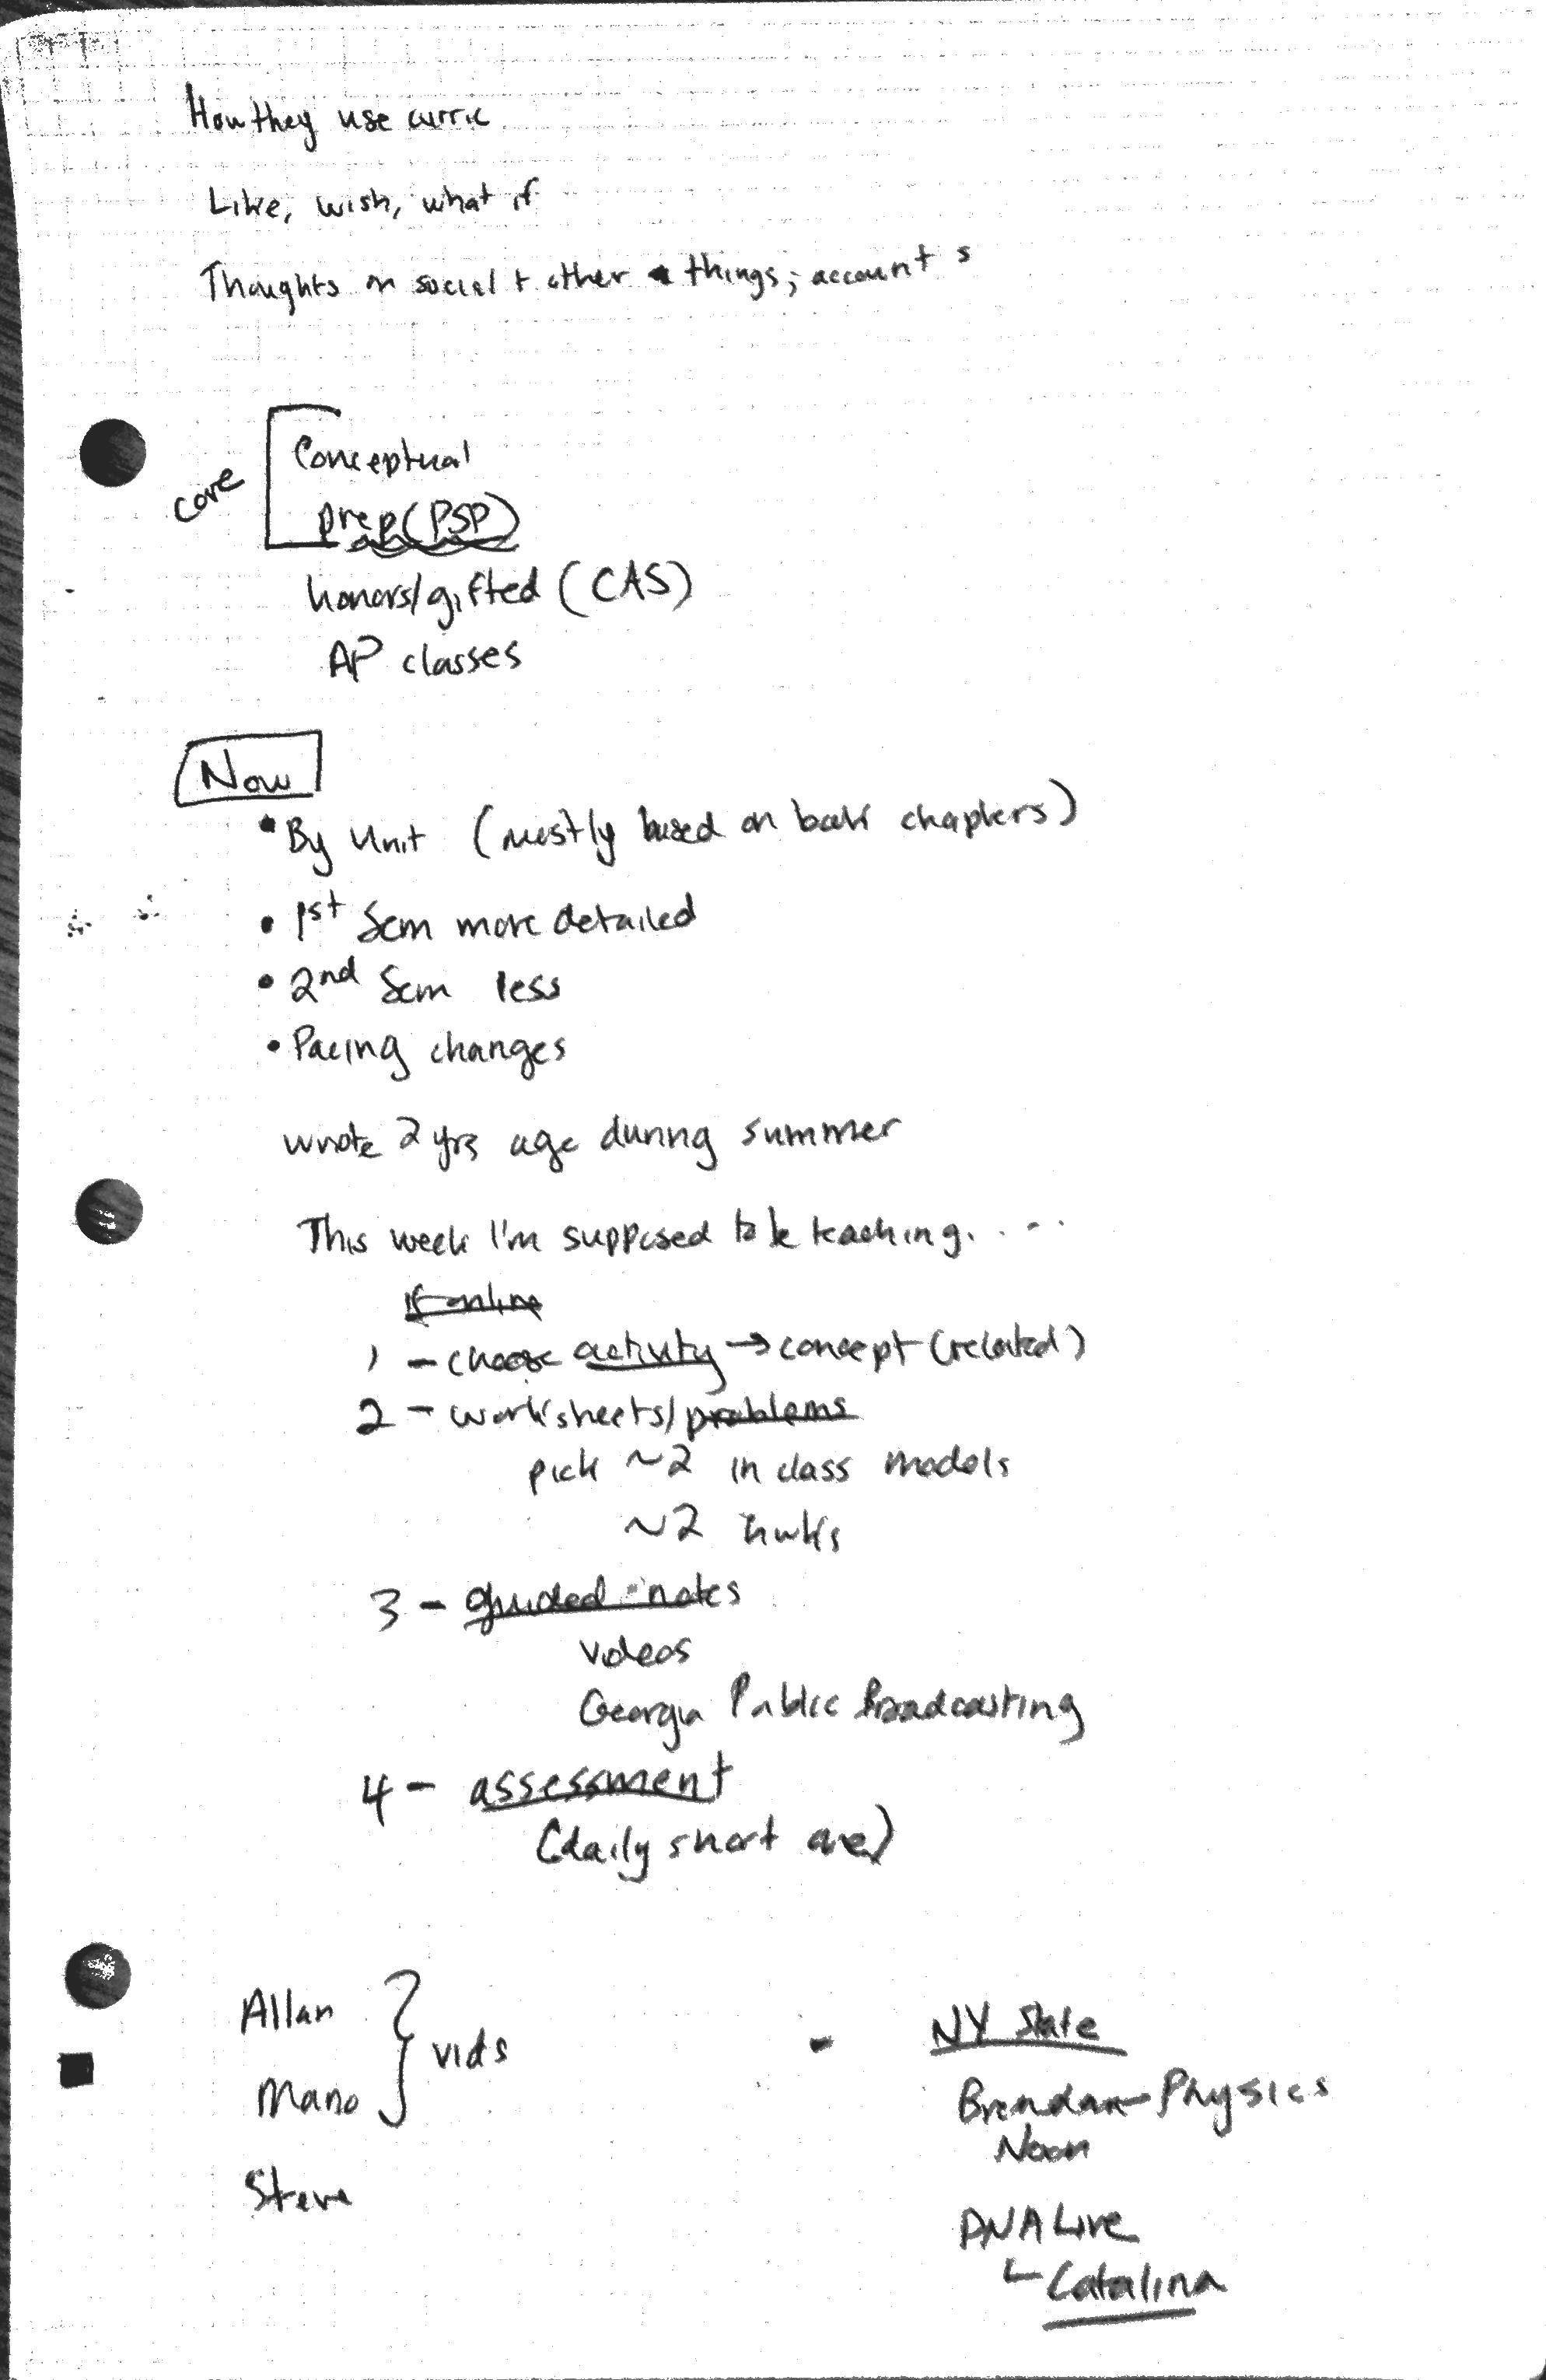 How they use curric
Like, wish, what if
Thoughts on social + other things; accounts
core
Conceptual
prep (PSP)
honors/gifted (CAS)
AP classes
Now
• By Unit (mostly based on book chapters)
• 1st Sem more detailed
• 2nd Sem less
• Pacing changes
wrote 2 yrs ago during summer
This week I'm supposed to be teaching.....
if online
1 - choose activity → concept (related)
2 - worksheets/problems
pick ~2 in class models
~2 hwks
3 - guided notes
videos
Georgia Public Broadcasting
4 - assessment
(daily short one)
Allan
vids
Mano
Steve
- NY State
Brendan - Physics
Noon
DNA Live
Catalina